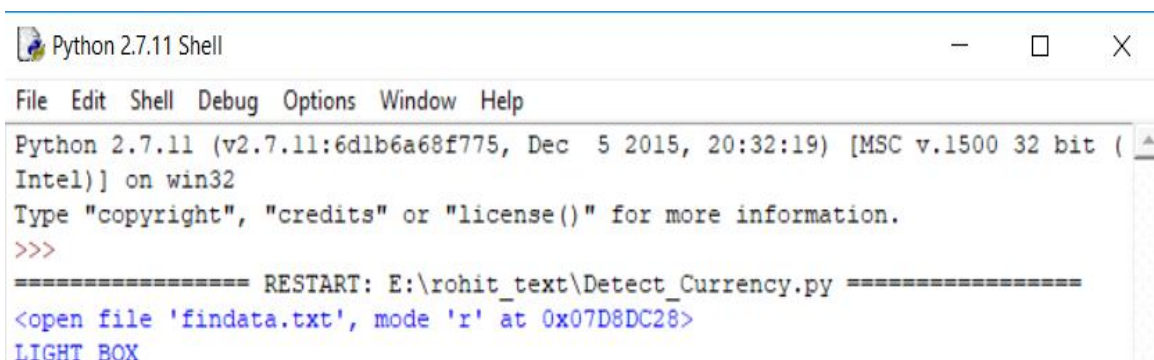 Python 2.7.11 Shell
File Edit Shell Debug Options Window Help
Python 2.7.11 (v2.7.11:6d1b6a68f775, Dec  5 2015, 20:32:19) [MSC v.1500 32 bit (
Intel)] on win32
Type "copyright", "credits" or "license()" for more information.
>>>
================= RESTART: E:\rohit_text\Detect_Currency.py =================
<open file 'findata.txt', mode 'r' at 0x07D8DC28>
LIGHT BOX